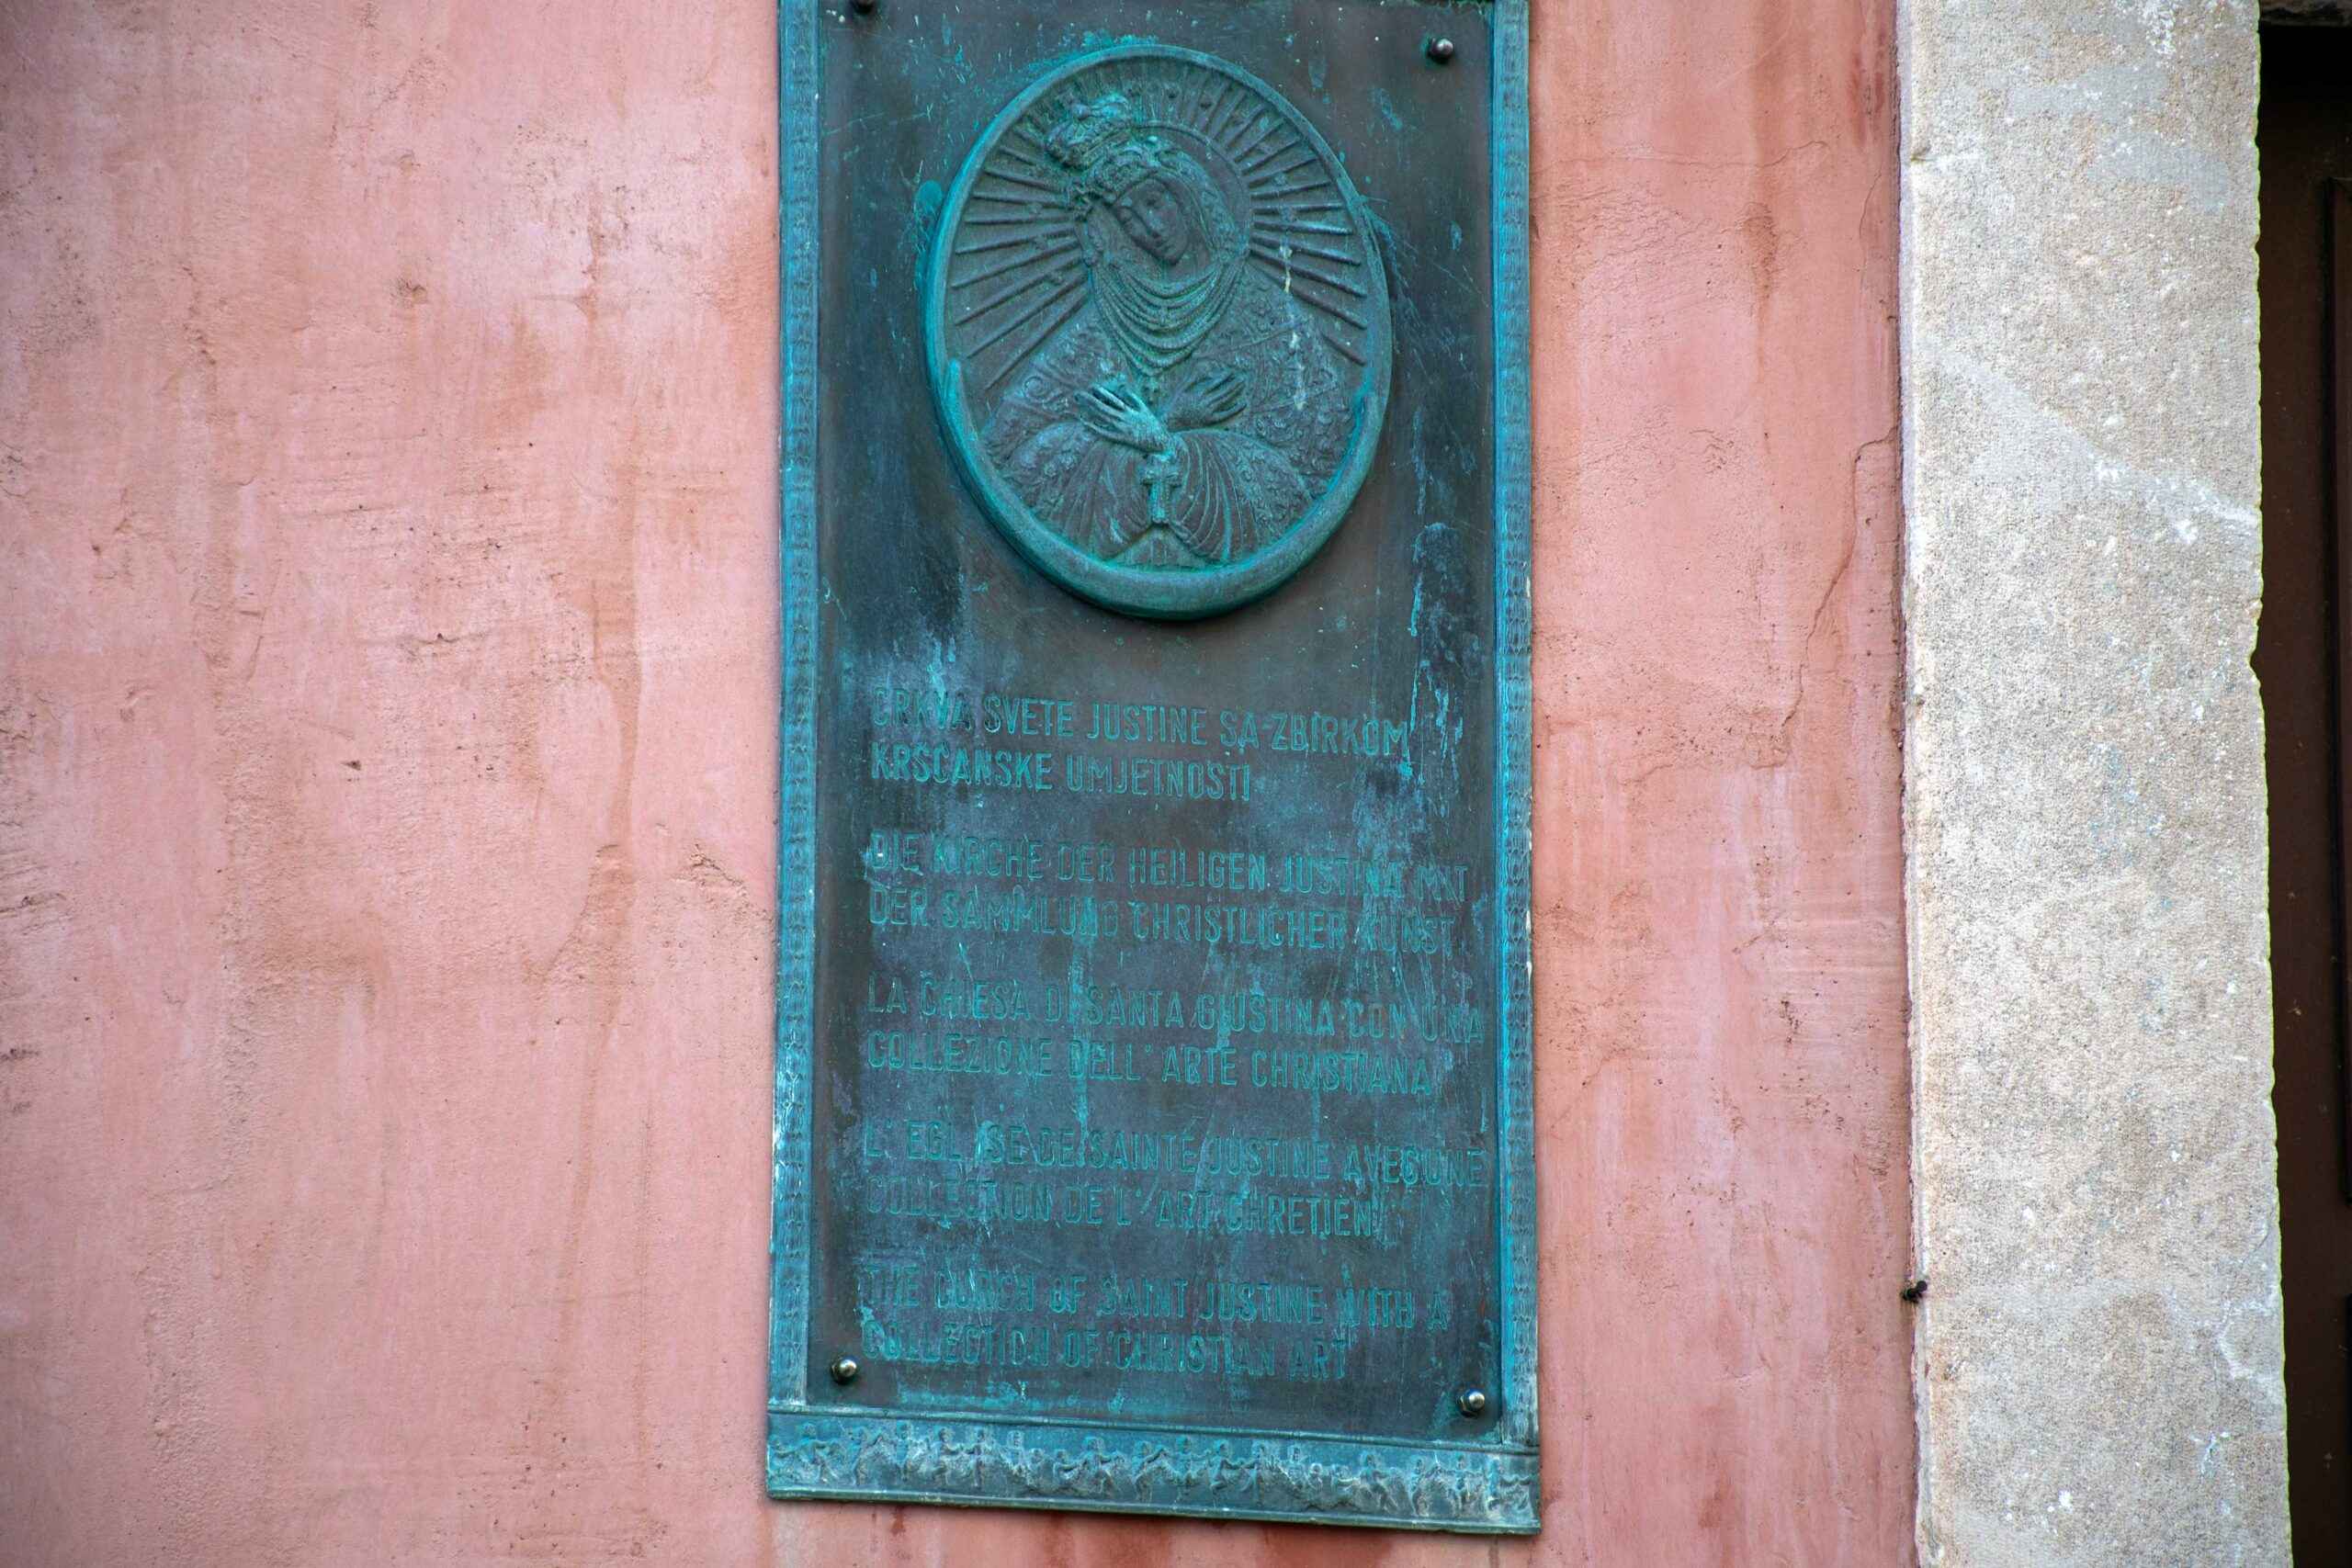 CRKVA SVETE JUSTINE SA ZBIRKOM
KRSĆANSKE UMJETNOSTI
DIE KIRCHE DER HEILIGEN JUSTINA MIT
DER SAMMLUNG CHRISTLICHER KUNST
LA CHIESA DI SANTA GIUSTINA CON UNA
COLLEZIONE DELL' ARTE CHRISTIANA
L' EGLISE DE SAINTE JUSTINE AVEC UNE
COLLECTION DE L' ART CHRETIEN
THE CURCH OF SAINT JUSTINE WITH A
COLLECTION OF CHRISTIAN ART